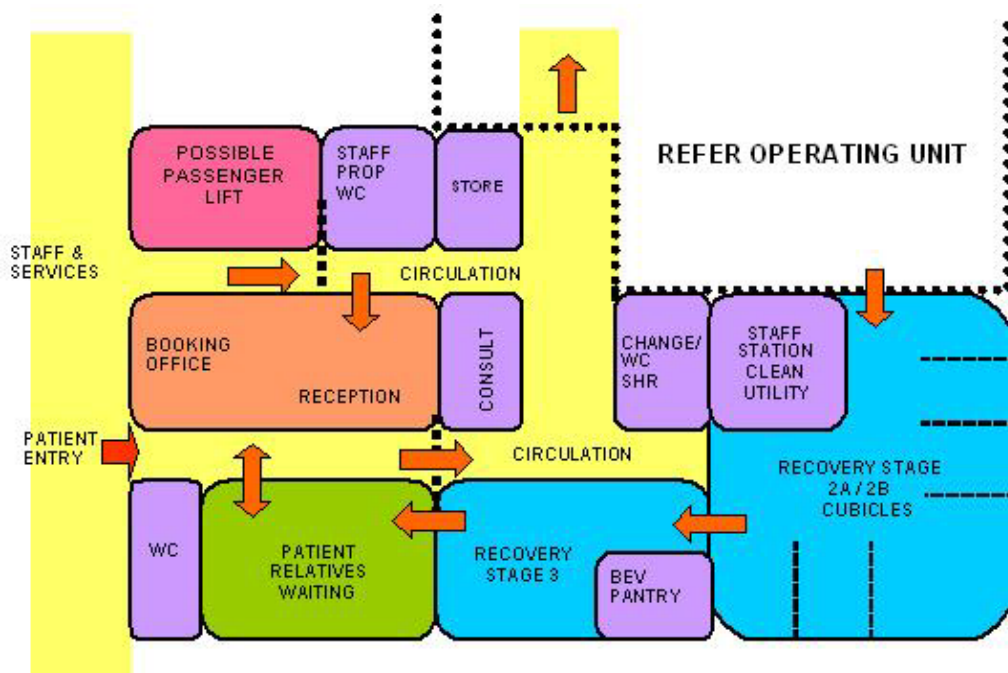 POSSIBLE
PASSENGER
LIFT
STAFF
PROP
WC
STORE
REFER OPERATING UNIT
STAFF &
SERVICES
CIRCULATION
BOOKING
OFFICE
RECEPTION
CONSULT
CHANGE/
WC
SHR
STAFF
STATION
CLEAN
UTILITY
PATIENT
ENTRY
CIRCULATION
RECOVERY STAGE
2A / 2B
CUBICLES
WC
PATIENT
RELATIVES
WAITING
RECOVERY
STAGE 3
BEV
PANTRY